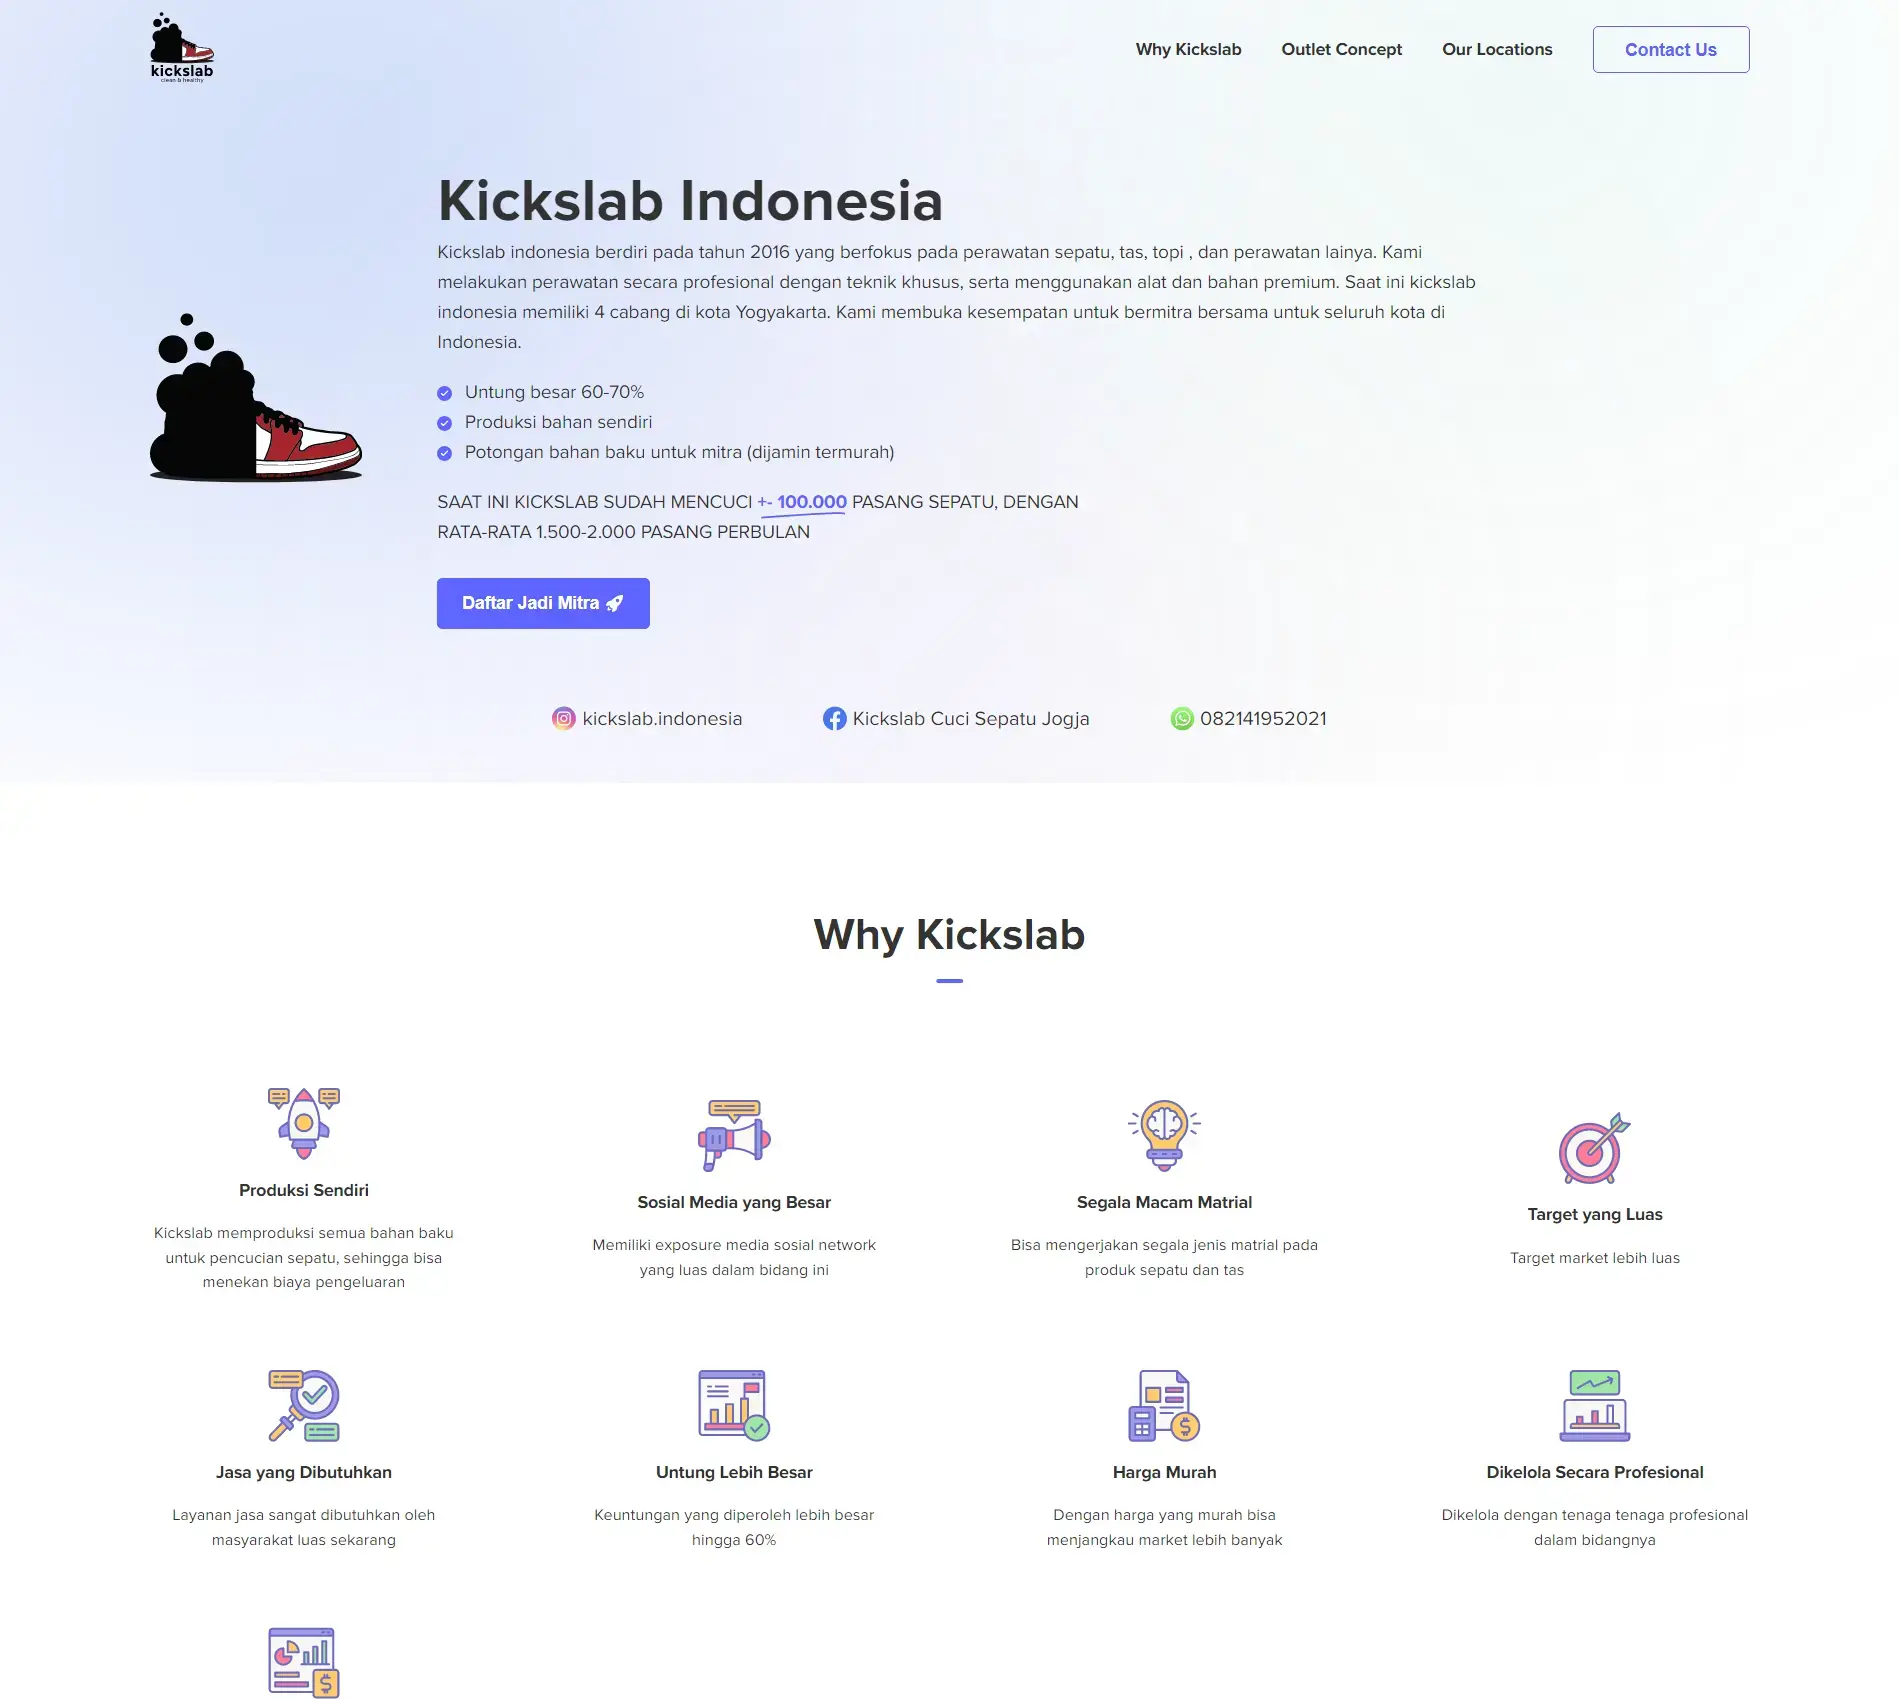 kickslab
clean & healthy
Why Kickslab
Outlet Concept
Our Locations
Contact Us
Kickslab Indonesia
Kickslab indonesia berdiri pada tahun 2016 yang berfokus pada perawatan sepatu, tas, topi , dan perawatan lainya. Kami
melakukan perawatan secara profesional dengan teknik khusus, serta menggunakan alat dan bahan premium. Saat ini kickslab
indonesia memiliki 4 cabang di kota Yogyakarta. Kami membuka kesempatan untuk bermitra bersama untuk seluruh kota di
Indonesia.
Untung besar 60-70%
Produksi bahan sendiri
Potongan bahan baku untuk mitra (dijamin termurah)
SAAT INI KICKSLAB SUDAH MENCUCI +- 100.000 PASANG SEPATU, DENGAN
RATA-RATA 1.500-2.000 PASANG PERBULAN
Daftar Jadi Mitra
kickslab.indonesia
Kickslab Cuci Sepatu Jogja
082141952021
Why Kickslab
Produksi Sendiri
Kickslab memproduksi semua bahan baku
untuk pencucian sepatu, sehingga bisa
menekan biaya pengeluaran
Sosial Media yang Besar
Memiliki exposure media sosial network
yang luas dalam bidang ini
Segala Macam Matrial
Bisa mengerjakan segala jenis matrial pada
produk sepatu dan tas
Target yang Luas
Target market lebih luas
Jasa yang Dibutuhkan
Layanan jasa sangat dibutuhkan oleh
masyarakat luas sekarang
Untung Lebih Besar
Keuntungan yang diperoleh lebih besar
hingga 60%
Harga Murah
Dengan harga yang murah bisa
menjangkau market lebih banyak
Dikelola Secara Profesional
Dikelola dengan tenaga tenaga profesional
dalam bidangnya